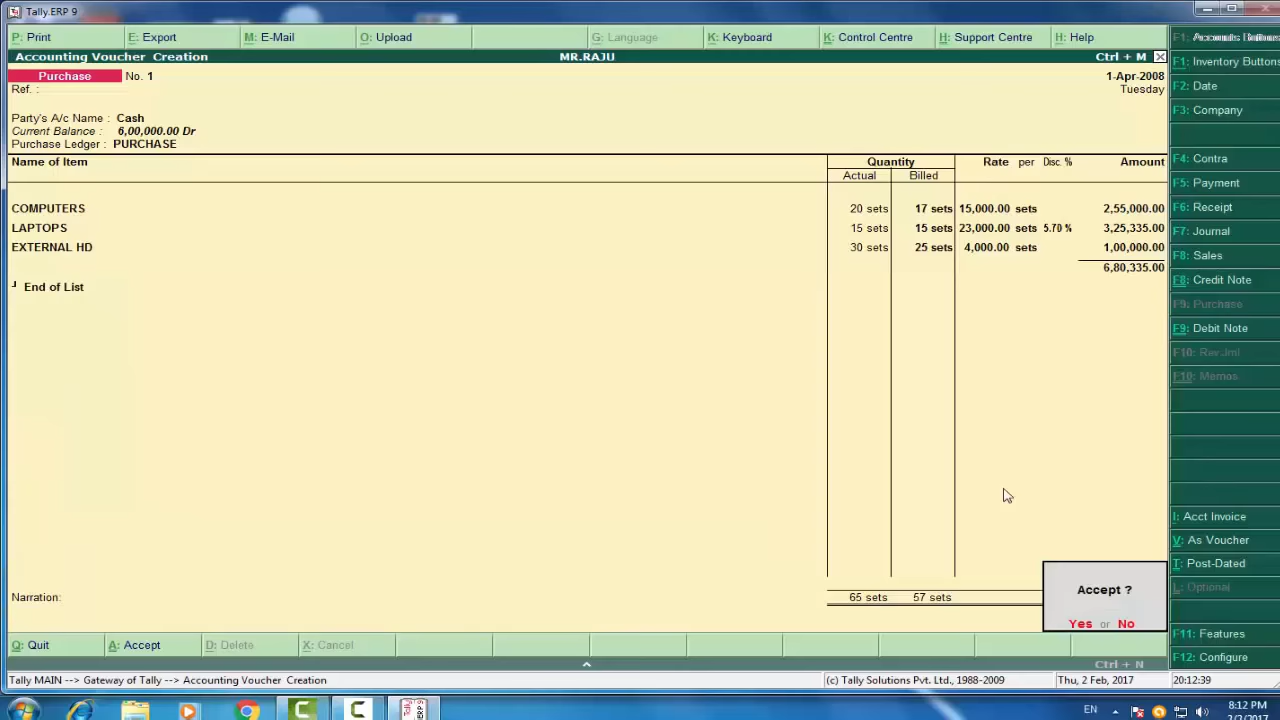 Tally.ERP 9
P: Print E: Export M: E-Mail O: Upload G: Language K: Keyboard K: Control Centre H: Support Centre H: Help
Accounting Voucher Creation MR.RAJU Ctrl + M
Purchase No. 1 1-Apr-2008
Ref. : Tuesday
Party's A/c Name : Cash
Current Balance : 6,00,000.00 Dr
Purchase Ledger : PURCHASE
Name of Item Quantity Rate per Disc. % Amount
Actual Billed
COMPUTERS 20 sets 17 sets 15,000.00 sets 2,55,000.00
LAPTOPS 15 sets 15 sets 23,000.00 sets 5.70 % 3,25,335.00
EXTERNAL HD 30 sets 25 sets 4,000.00 sets 1,00,000.00
6,80,335.00
End of List
Narration: 65 sets 57 sets
Accept ?
Yes or No
Q: Quit A: Accept D: Delete X: Cancel
Ctrl + N
Tally MAIN --> Gateway of Tally --> Accounting Voucher Creation (c) Tally Solutions Pvt. Ltd., 1988-2009 Thu, 2 Feb, 2017 20:12:39
F1: Inventory Buttons
F2: Date
F3: Company
F4: Contra
F5: Payment
F6: Receipt
F7: Journal
F8: Sales
F8: Credit Note
F9: Purchase
F9: Debit Note
F10: Rev Jrnl
F10: Memos
I: Acct Invoice
V: As Voucher
T: Post-Dated
L: Optional
F11: Features
F12: Configure
EN 8:12 PM
2/2/2017